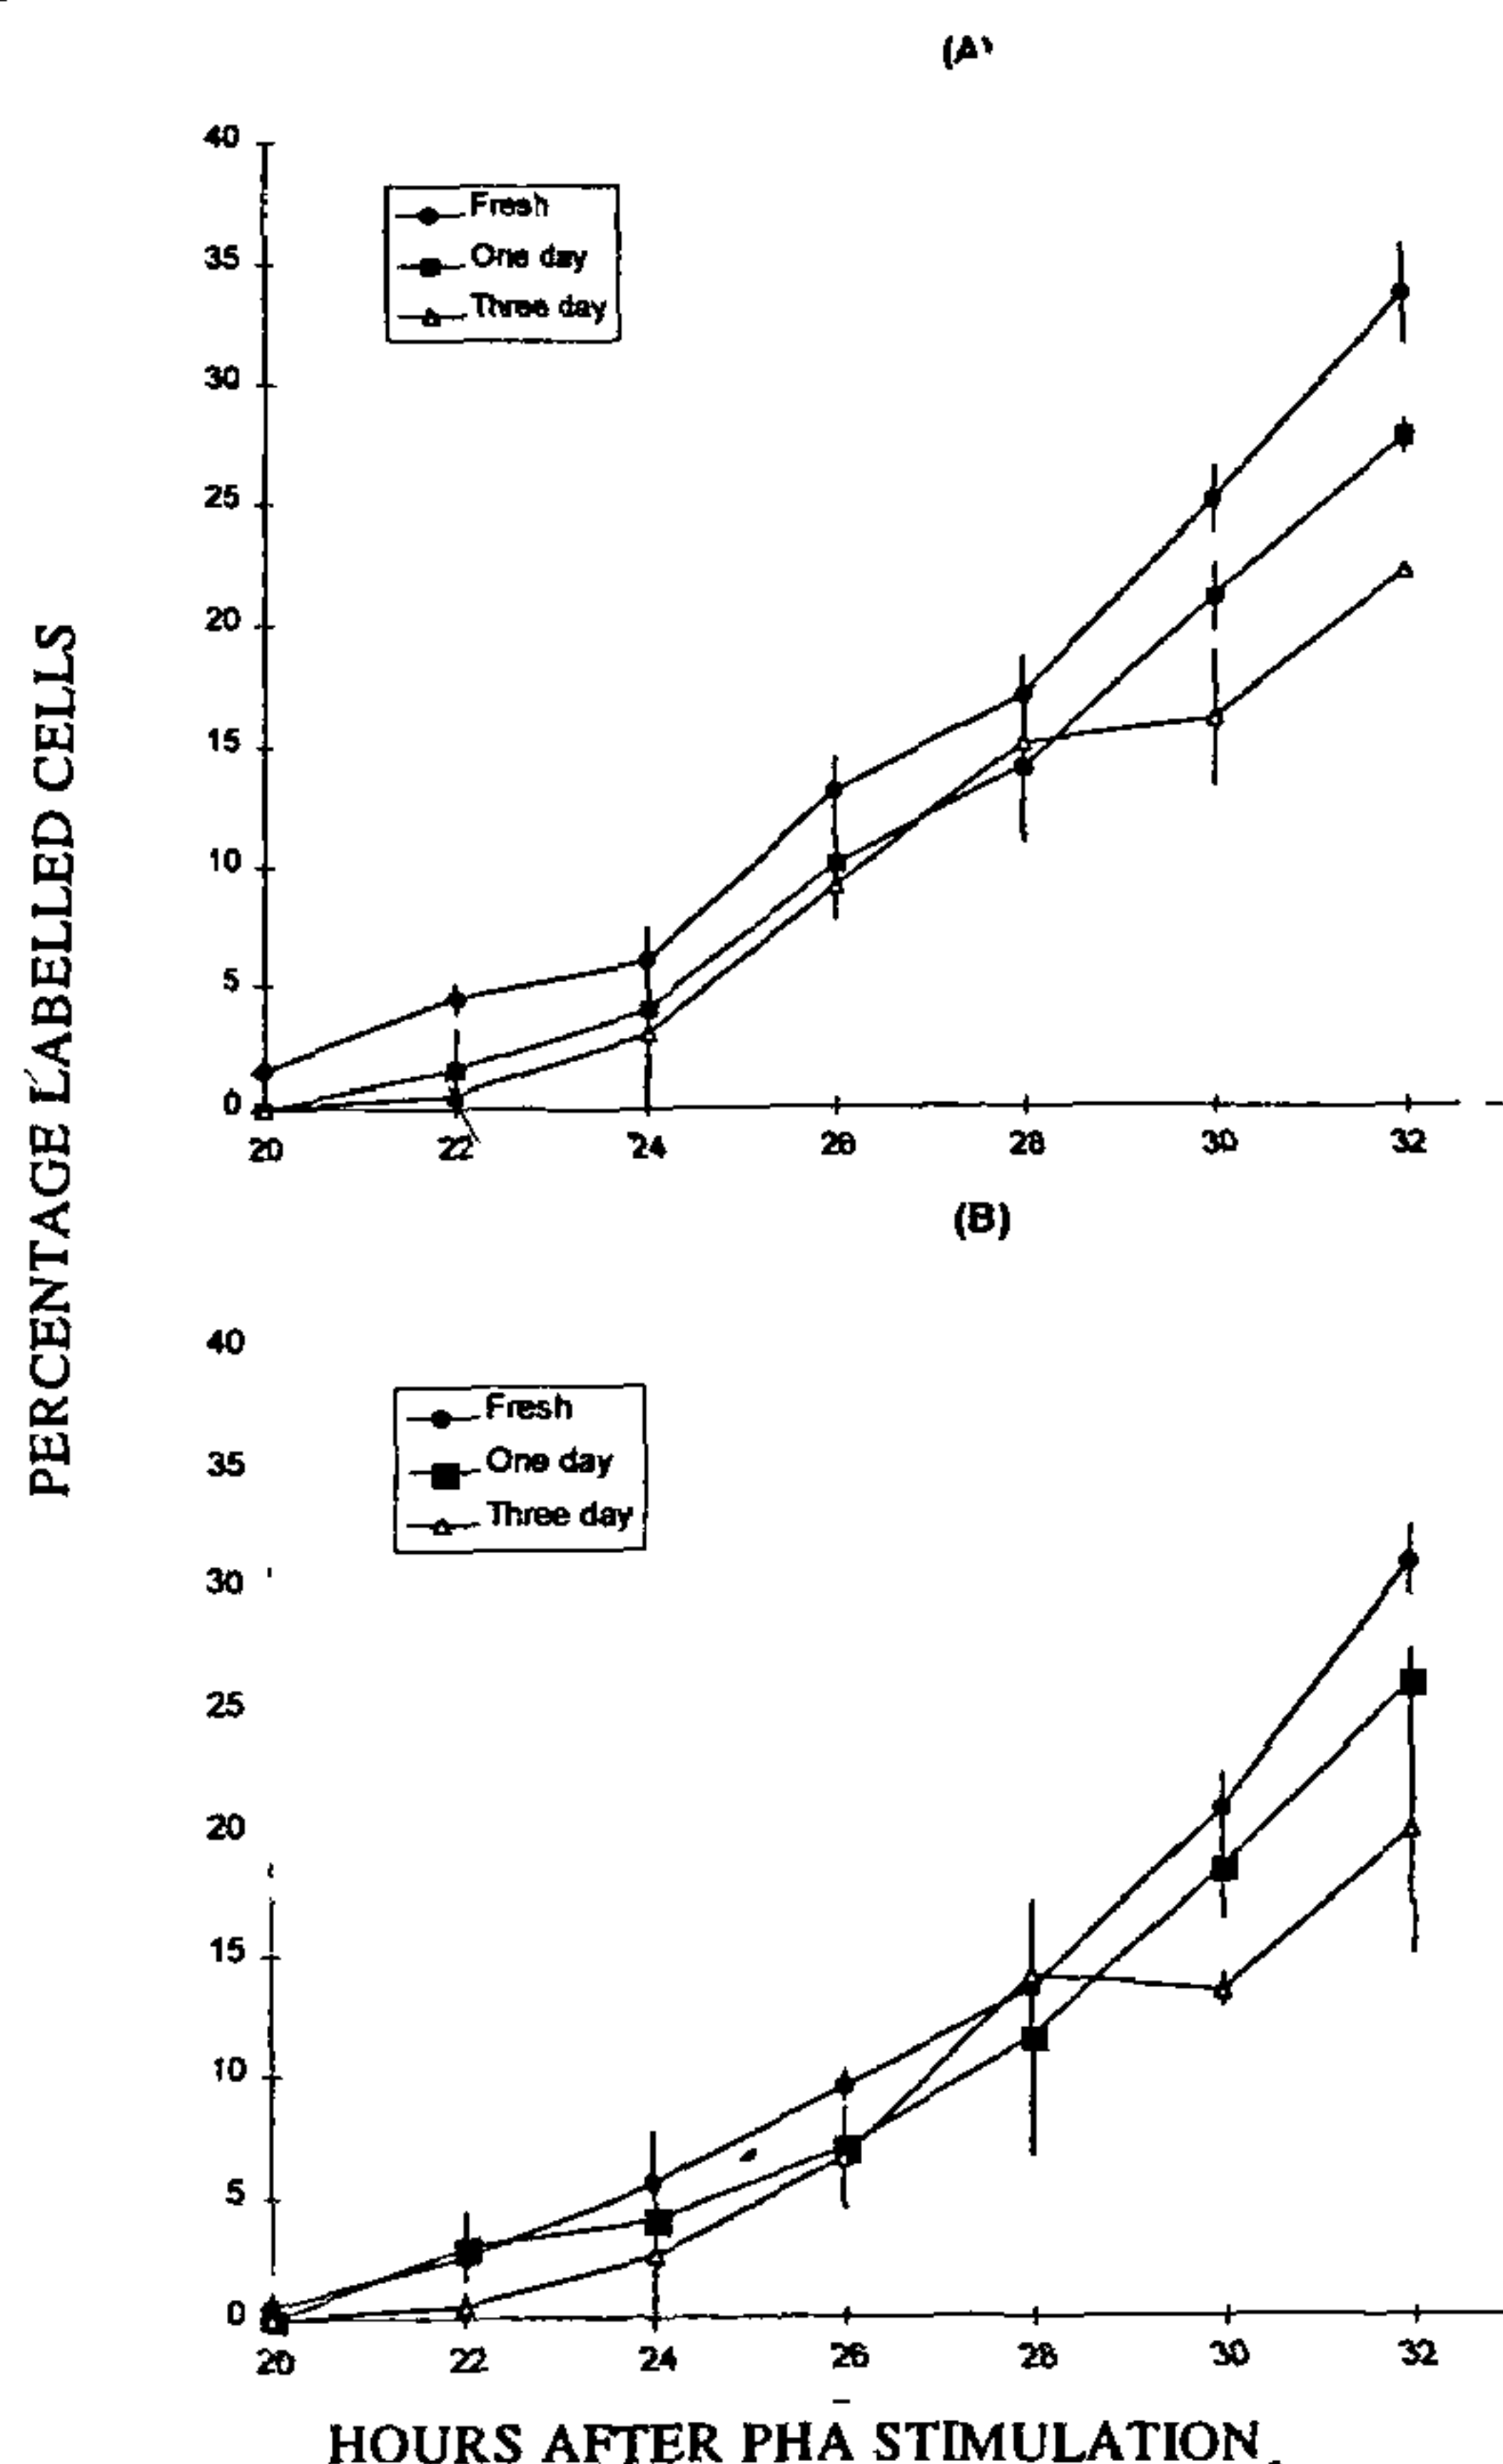 (A)
40
Fresh
35
One day
Three day
30
25
20
15
10
5
0
20 22 24 26 28 30 32
PERCENTAGE LABELLED CELLS
(B)
40
Fresh
35
One day
Three day
30
25
20
15
10
5
0
20 22 24 26 28 30 32
HOURS AFTER PHA STIMULATION